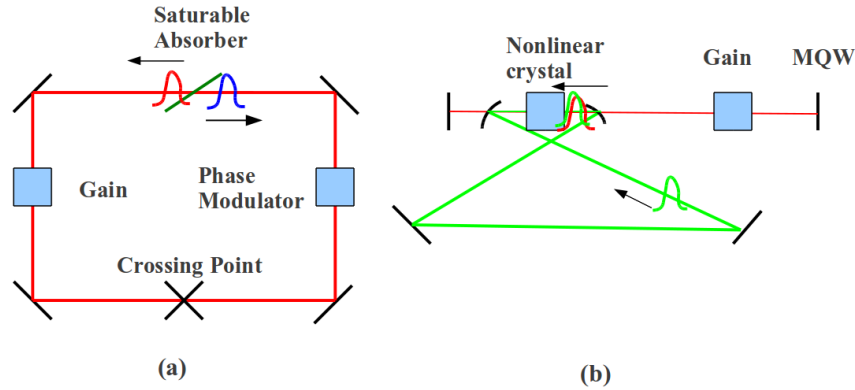 Saturable
Absorber
Gain
Phase
Modulator
Crossing Point
(a)
Nonlinear
crystal
Gain
MQW
(b)